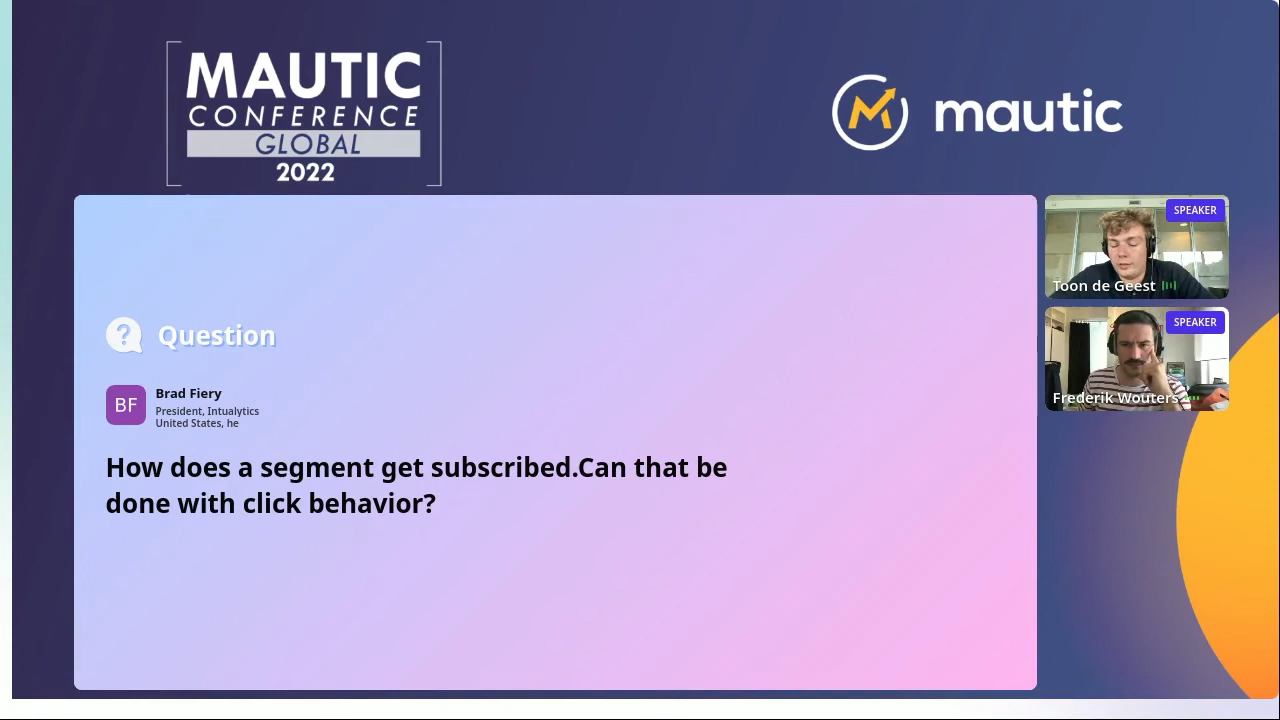 MAUTIC
CONFERENCE
GLOBAL
2022
mautic
SPEAKER
Toon de Geest
SPEAKER
Frederik Wouters
? Question
BF
Brad Fiery
President, Intualytics
United States, he
How does a segment get subscribed.Can that be
done with click behavior?